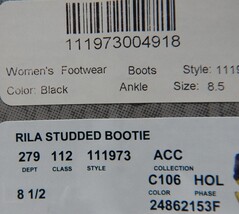 111973004918
Women's Footwear Boots Style: 119
Color: Black Ankle Size: 8.5
RILA STUDDED BOOTIE
279 112 111973 ACC
DEPT CLASS STYLE COLLECTION
C106 HOL
8 1/2 COLOR PHASE
24862153F